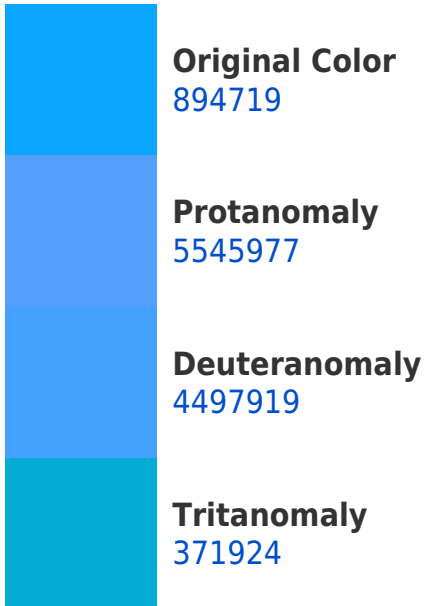 Original Color
894719
Protanomaly
5545977
Deuteranomaly
4497919
Tritanomaly
371924